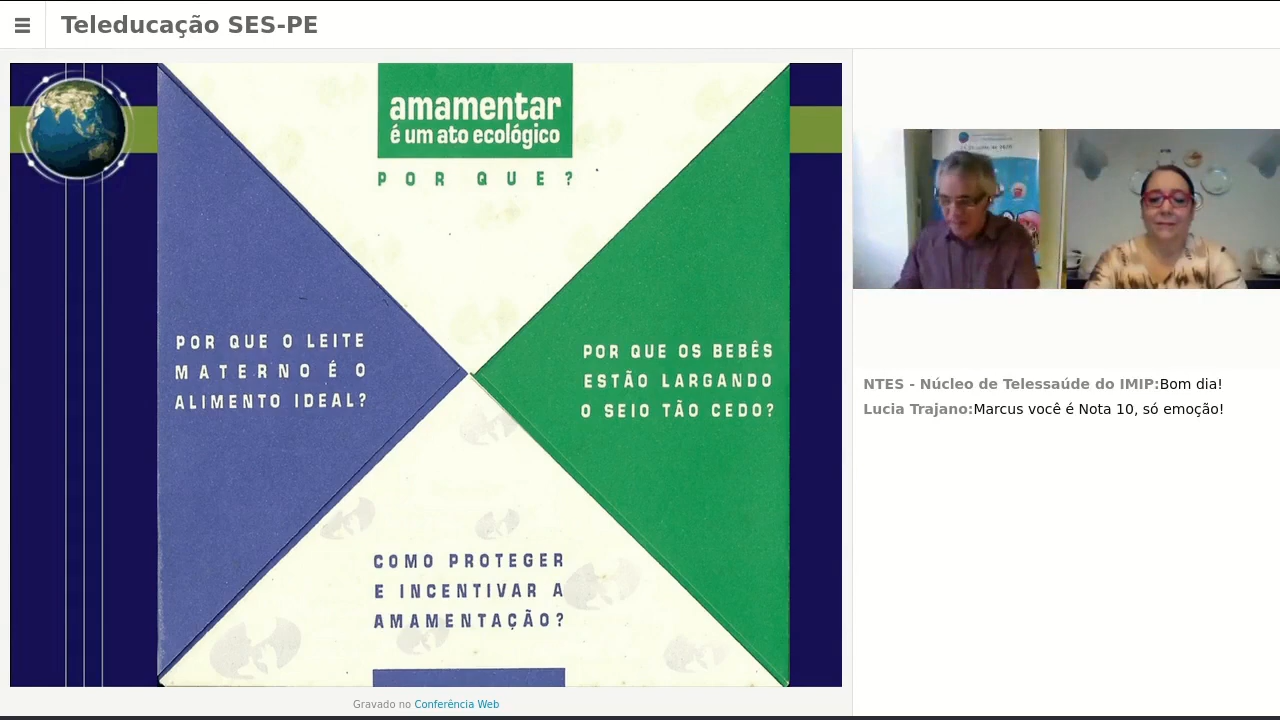 Teleducação SES-PE
amamentar
é um ato ecológico
POR QUE?
POR QUE O LEITE
MATERNO É O
ALIMENTO IDEAL?
POR QUE OS BEBÊS
ESTÃO LARGANDO
O SEIO TÃO CEDO?
COMO PROTEGER
E INCENTIVAR A
AMAMENTAÇÃO?
NTES - Núcleo de Telessaúde do IMIP:Bom dia!
Lucia Trajano:Marcus você é Nota 10, só emoção!
Gravado no Conferência Web